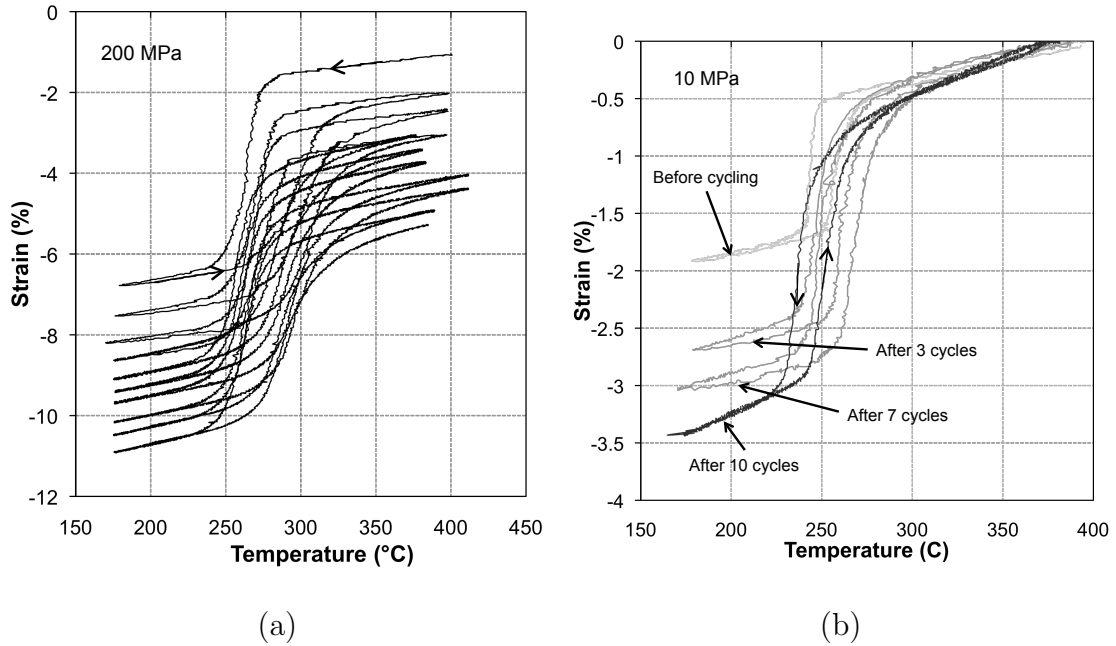 0
-2
-4
-6
-8
-10
-12
150
200
250
300
350
400
450
Strain (%)
Temperature (°C)
200 MPa
(a)
0
-0.5
-1
-1.5
-2
-2.5
-3
-3.5
-4
150
200
250
300
350
400
Strain (%)
Temperature (C)
10 MPa
Before cycling
After 3 cycles
After 7 cycles
After 10 cycles
(b)